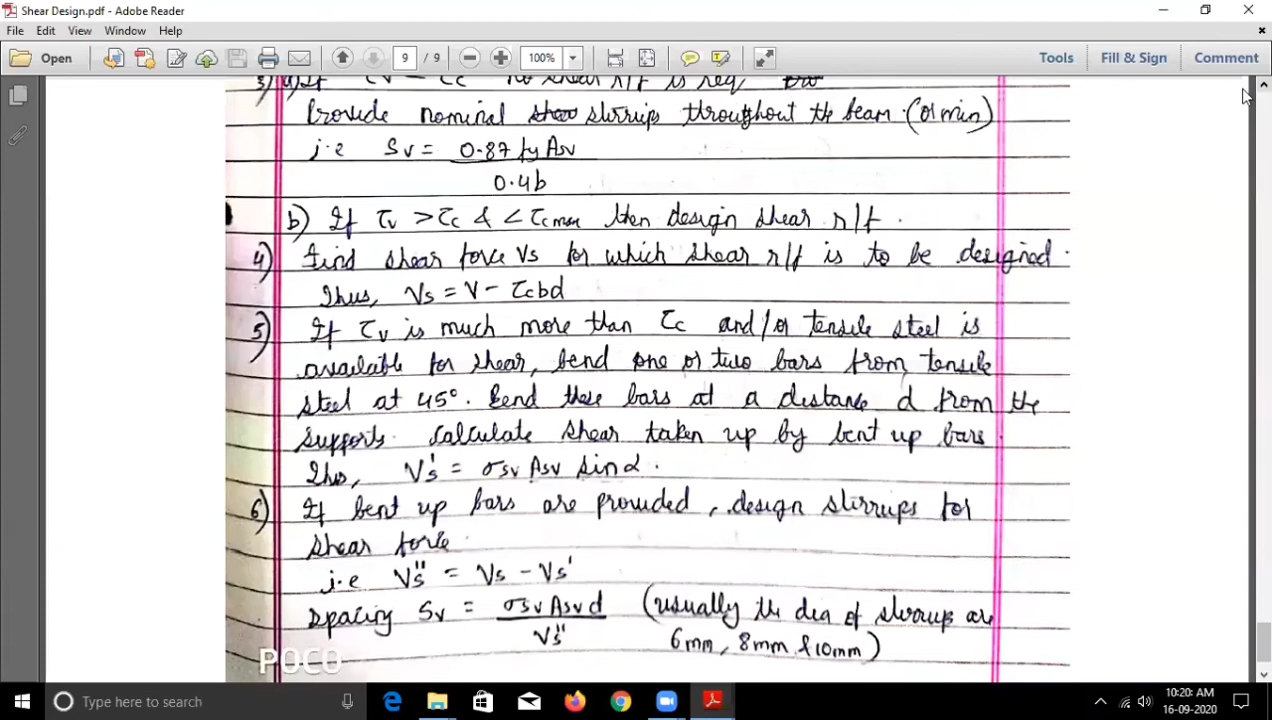 Shear Design.pdf - Adobe Reader
File Edit View Window Help
Open 9 / 9 100% Tools Fill & Sign Comment
3) a) If τv = τc no shear r/f is req
Provide nominal stirrups throughout the beam. (or min)
i.e Sv = 0.87 fy Asv
0.4b
b) If τv > τc & < τcmax then design shear r/f.
4) Find shear force Vs for which shear r/f is to be designed.
Thus, Vs = V - τcbd
5) If τv is much more than τc and/or tensile steel is
available for shear, bend one or two bars from tensile
steel at 45°. Bend these bars at a distance d from the
supports. Calculate shear taken up by bent up bars.
Thus, Vs' = σsv Asv sinα.
6) If bent up bars are provided, design stirrups for
shear force.
i.e Vs'' = Vs - Vs'
Spacing Sv = σsv Asv d (usually the dia of stirrup are
Vs'' 6mm, 8mm & 10mm)
POCO
Type here to search
10:20: AM
16-09-2020